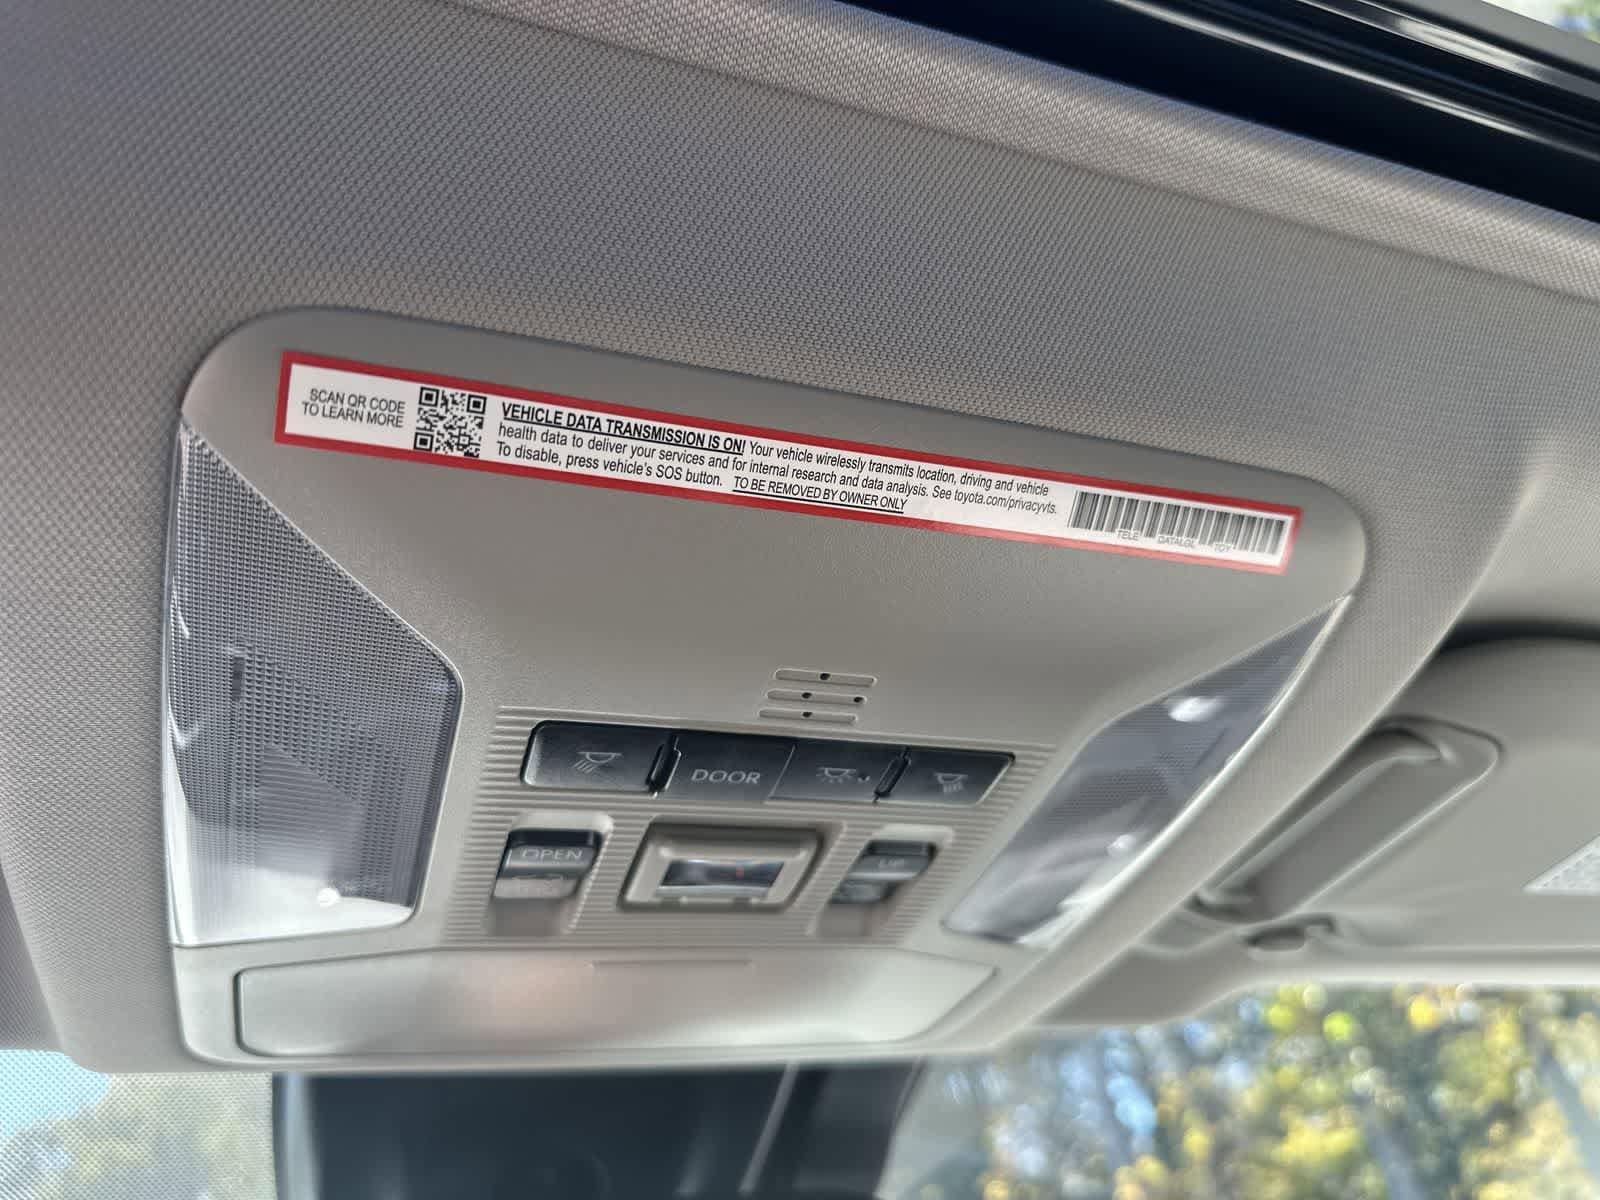 SCAN QR CODE
TO LEARN MORE
VEHICLE DATA TRANSMISSION IS ON! Your vehicle wirelessly transmits location, driving and vehicle
health data to deliver your services and for internal research and data analysis. See toyota.com/privacyvts.
To disable, press vehicle's SOS button. TO BE REMOVED BY OWNER ONLY
TELE DATALGL TOY
DOOR
OPEN
UP